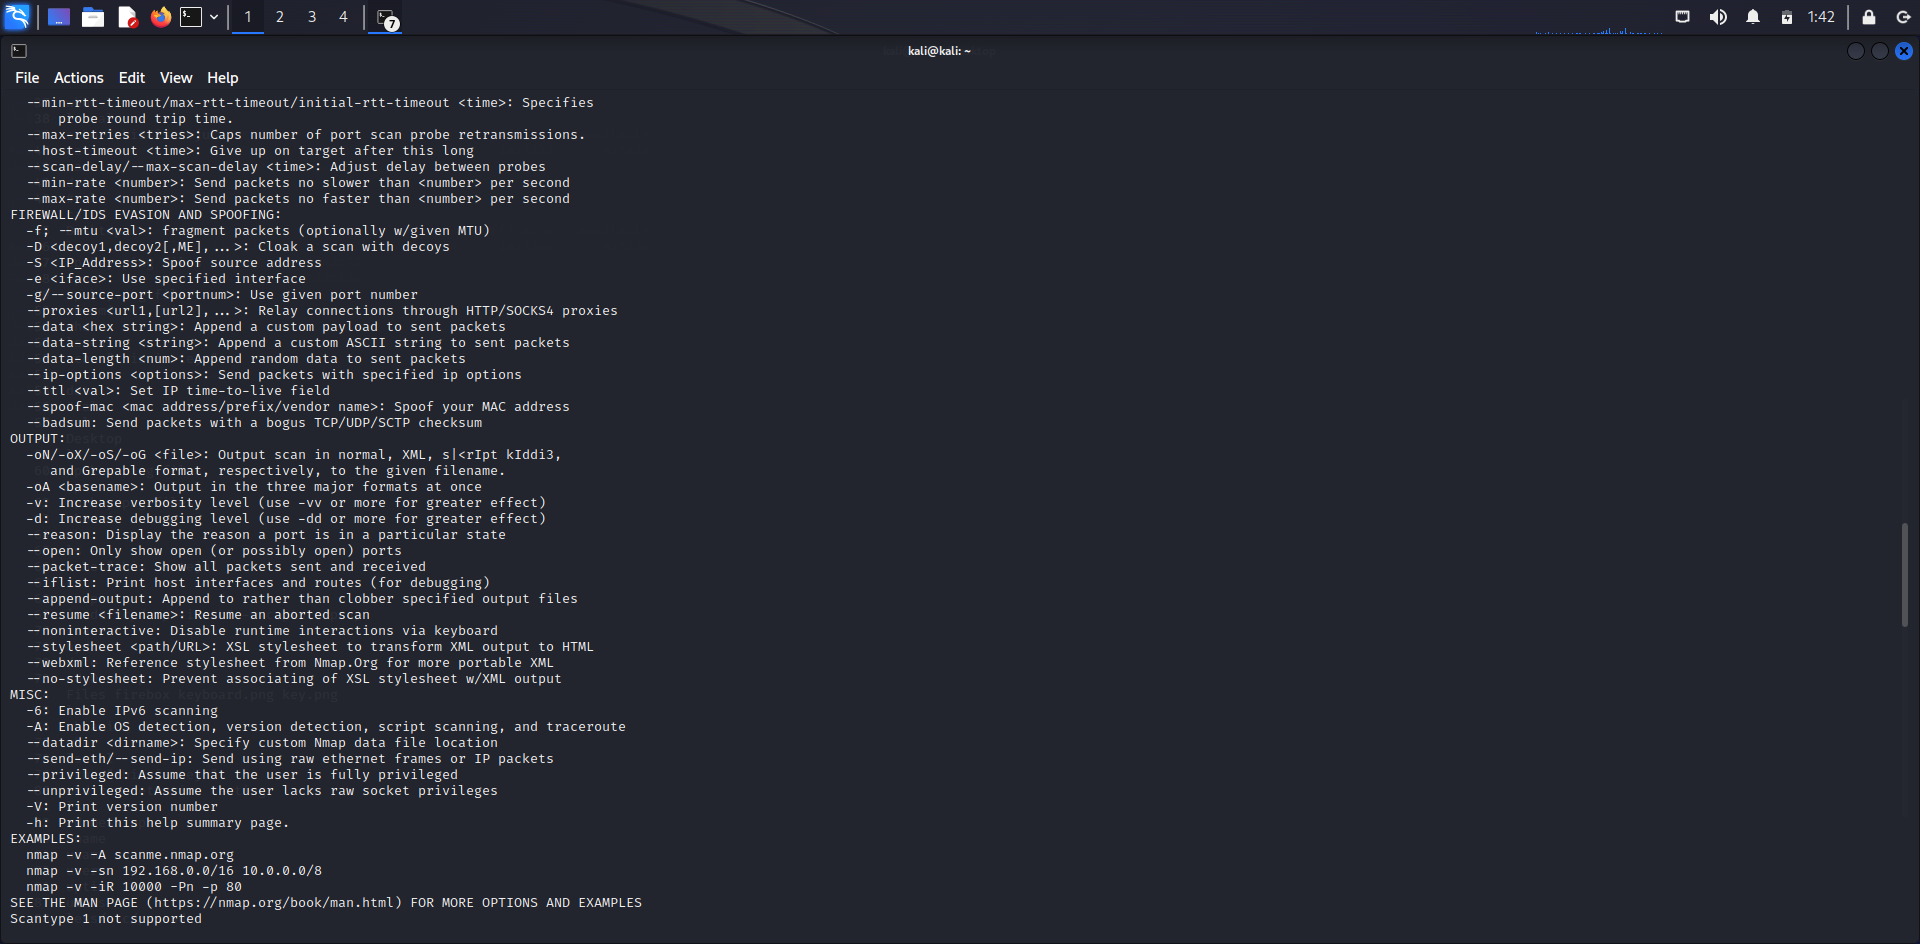 1 2 3 4 7 1:42
kali@kali: ~
File Actions Edit View Help
--min-rtt-timeout/max-rtt-timeout/initial-rtt-timeout <time>: Specifies
probe round trip time.
--max-retries <tries>: Caps number of port scan probe retransmissions.
--host-timeout <time>: Give up on target after this long
--scan-delay/--max-scan-delay <time>: Adjust delay between probes
--min-rate <number>: Send packets no slower than <number> per second
--max-rate <number>: Send packets no faster than <number> per second
FIREWALL/IDS EVASION AND SPOOFING:
-f; --mtu <val>: fragment packets (optionally w/given MTU)
-D <decoy1,decoy2[,ME],...>: Cloak a scan with decoys
-S <IP_Address>: Spoof source address
-e <iface>: Use specified interface
-g/--source-port <portnum>: Use given port number
--proxies <url1,[url2],...>: Relay connections through HTTP/SOCKS4 proxies
--data <hex string>: Append a custom payload to sent packets
--data-string <string>: Append a custom ASCII string to sent packets
--data-length <num>: Append random data to sent packets
--ip-options <options>: Send packets with specified ip options
--ttl <val>: Set IP time-to-live field
--spoof-mac <mac address/prefix/vendor name>: Spoof your MAC address
--badsum: Send packets with a bogus TCP/UDP/SCTP checksum
OUTPUT:
-oN/-oX/-oS/-oG <file>: Output scan in normal, XML, s|<rIpt kIddi3,
and Grepable format, respectively, to the given filename.
-oA <basename>: Output in the three major formats at once
-v: Increase verbosity level (use -vv or more for greater effect)
-d: Increase debugging level (use -dd or more for greater effect)
--reason: Display the reason a port is in a particular state
--open: Only show open (or possibly open) ports
--packet-trace: Show all packets sent and received
--iflist: Print host interfaces and routes (for debugging)
--append-output: Append to rather than clobber specified output files
--resume <filename>: Resume an aborted scan
--noninteractive: Disable runtime interactions via keyboard
--stylesheet <path/URL>: XSL stylesheet to transform XML output to HTML
--webxml: Reference stylesheet from Nmap.Org for more portable XML
--no-stylesheet: Prevent associating of XSL stylesheet w/XML output
MISC:
-6: Enable IPv6 scanning
-A: Enable OS detection, version detection, script scanning, and traceroute
--datadir <dirname>: Specify custom Nmap data file location
--send-eth/--send-ip: Send using raw ethernet frames or IP packets
--privileged: Assume that the user is fully privileged
--unprivileged: Assume the user lacks raw socket privileges
-V: Print version number
-h: Print this help summary page.
EXAMPLES:
nmap -v -A scanme.nmap.org
nmap -v -sn 192.168.0.0/16 10.0.0.0/8
nmap -v -iR 10000 -Pn -p 80
SEE THE MAN PAGE (https://nmap.org/book/man.html) FOR MORE OPTIONS AND EXAMPLES
Scantype 1 not supported